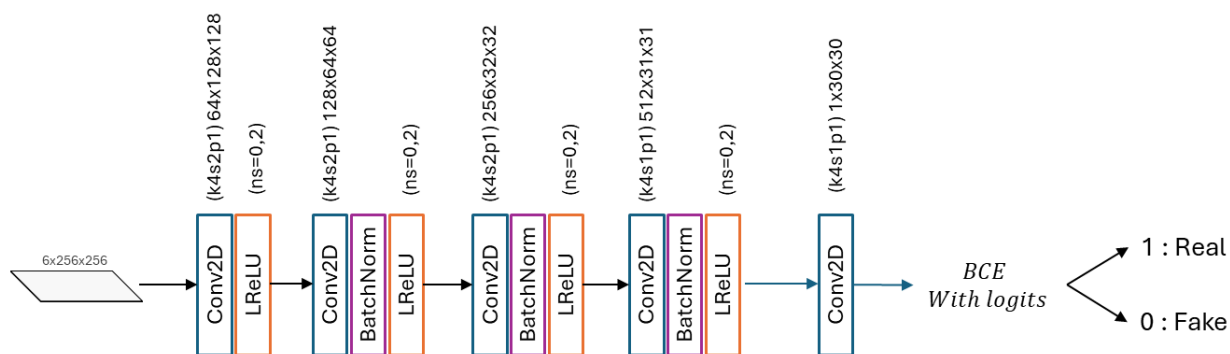 (k4s2p1) 64x128x128
(ns=0,2)
(k4s2p1) 128x64x64
(ns=0,2)
(k4s2p1) 256x32x32
(ns=0,2)
(k4s1p1) 512x31x31
(ns=0,2)
(k4s1p1) 1x30x30
6x256x256
Conv2D
LReLU
Conv2D
BatchNorm
LReLU
Conv2D
BatchNorm
LReLU
Conv2D
BatchNorm
LReLU
Conv2D
BCE
With logits
1 : Real
0 : Fake